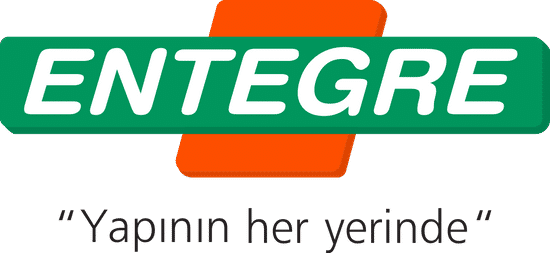 ENTEGRE
“Yapının her yerinde“